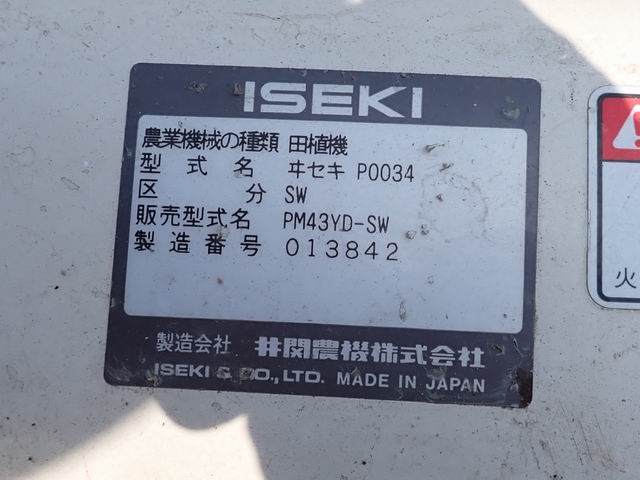 ISEKI
農業機械の種類 田植機
型式名 ヰセキ P0034
区分 SW
販売型式名 PM43YD-SW
製造番号 013842
製造会社 井関農機株式会社
ISEKI & CO., LTD. MADE IN JAPAN
火